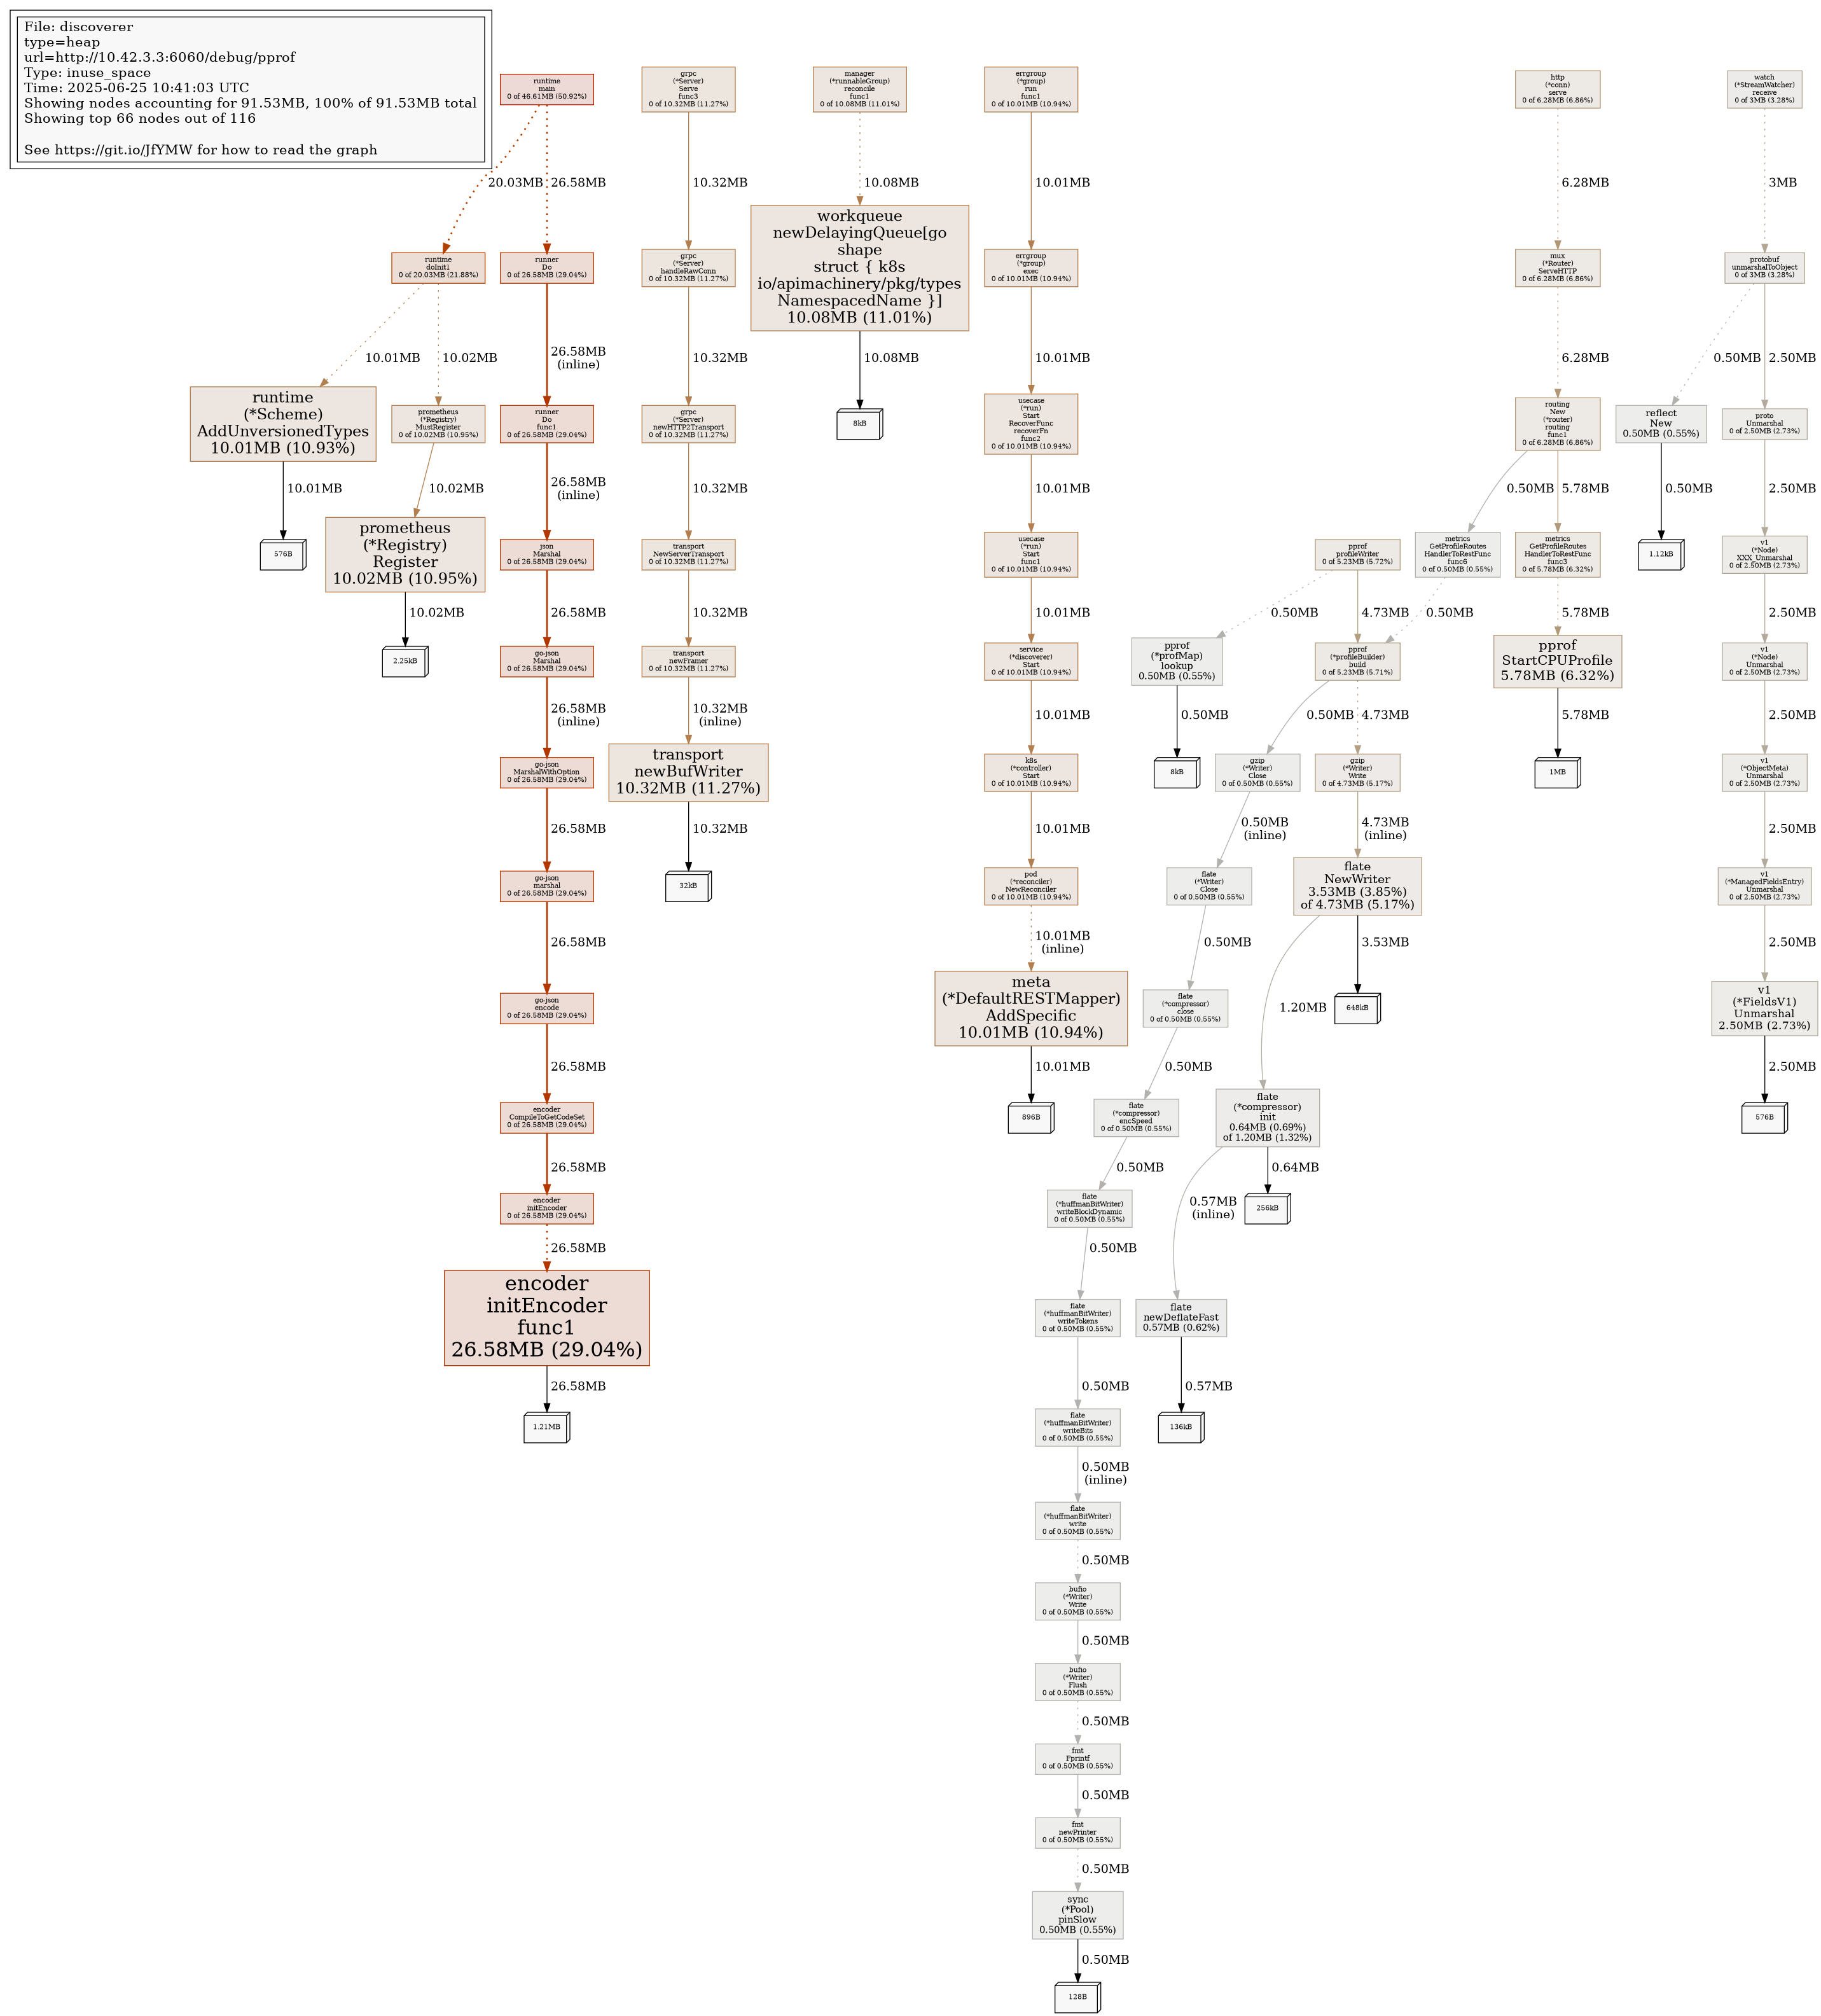 File: discoverer
type=heap
url=http://10.42.3.3:6060/debug/pprof
Type: inuse_space
Time: 2025-06-25 10:41:03 UTC
Showing nodes accounting for 91.53MB, 100% of 91.53MB total
Showing top 66 nodes out of 116
See https://git.io/JfYMW for how to read the graph
runtime
main
0 of 46.61MB (50.92%)
20.03MB
26.58MB
runtime
doInit1
0 of 20.03MB (21.88%)
10.01MB
10.02MB
runtime
(*Scheme)
AddUnversionedTypes
10.01MB (10.93%)
10.01MB
576B
prometheus
(*Registry)
MustRegister
0 of 10.02MB (10.95%)
10.02MB
prometheus
(*Registry)
Register
10.02MB (10.95%)
10.02MB
2.25kB
runner
Do
0 of 26.58MB (29.04%)
26.58MB
(inline)
runner
Do
func1
0 of 26.58MB (29.04%)
26.58MB
(inline)
json
Marshal
0 of 26.58MB (29.04%)
26.58MB
go-json
Marshal
0 of 26.58MB (29.04%)
26.58MB
(inline)
go-json
MarshalWithOption
0 of 26.58MB (29.04%)
26.58MB
go-json
marshal
0 of 26.58MB (29.04%)
26.58MB
go-json
encode
0 of 26.58MB (29.04%)
26.58MB
encoder
CompileToGetCodeSet
0 of 26.58MB (29.04%)
26.58MB
encoder
initEncoder
0 of 26.58MB (29.04%)
26.58MB
encoder
initEncoder
func1
26.58MB (29.04%)
26.58MB
1.21MB
grpc
(*Server)
Serve
func3
0 of 10.32MB (11.27%)
10.32MB
grpc
(*Server)
handleRawConn
0 of 10.32MB (11.27%)
10.32MB
grpc
(*Server)
newHTTP2Transport
0 of 10.32MB (11.27%)
10.32MB
transport
NewServerTransport
0 of 10.32MB (11.27%)
10.32MB
transport
newFramer
0 of 10.32MB (11.27%)
10.32MB
(inline)
transport
newBufWriter
10.32MB (11.27%)
10.32MB
32kB
manager
(*runnableGroup)
reconcile
func1
0 of 10.08MB (11.01%)
10.08MB
workqueue
newDelayingQueue[go
shape
struct { k8s
io/apimachinery/pkg/types
NamespacedName }]
10.08MB (11.01%)
10.08MB
8kB
errgroup
(*group)
run
func1
0 of 10.01MB (10.94%)
10.01MB
errgroup
(*group)
exec
0 of 10.01MB (10.94%)
10.01MB
usecase
(*run)
Start
RecoverFunc
recoverFn
func2
0 of 10.01MB (10.94%)
10.01MB
usecase
(*run)
Start
func1
0 of 10.01MB (10.94%)
10.01MB
service
(*discoverer)
Start
0 of 10.01MB (10.94%)
10.01MB
k8s
(*controller)
Start
0 of 10.01MB (10.94%)
10.01MB
pod
(*reconciler)
NewReconciler
0 of 10.01MB (10.94%)
10.01MB
(inline)
meta
(*DefaultRESTMapper)
AddSpecific
10.01MB (10.94%)
10.01MB
896B
http
(*conn)
serve
0 of 6.28MB (6.86%)
6.28MB
mux
(*Router)
ServeHTTP
0 of 6.28MB (6.86%)
6.28MB
routing
New
(*router)
routing
func1
0 of 6.28MB (6.86%)
0.50MB
5.78MB
metrics
GetProfileRoutes
HandlerToRestFunc
func6
0 of 0.50MB (0.55%)
0.50MB
metrics
GetProfileRoutes
HandlerToRestFunc
func3
0 of 5.78MB (6.32%)
5.78MB
pprof
StartCPUProfile
5.78MB (6.32%)
5.78MB
1MB
pprof
profileWriter
0 of 5.23MB (5.72%)
0.50MB
4.73MB
pprof
(*profMap)
lookup
0.50MB (0.55%)
0.50MB
8kB
pprof
(*profileBuilder)
build
0 of 5.23MB (5.71%)
0.50MB
4.73MB
gzip
(*Writer)
Close
0 of 0.50MB (0.55%)
0.50MB
(inline)
gzip
(*Writer)
Write
0 of 4.73MB (5.17%)
4.73MB
(inline)
flate
NewWriter
3.53MB (3.85%)
of 4.73MB (5.17%)
1.20MB
3.53MB
648kB
flate
(*compressor)
init
0.64MB (0.69%)
of 1.20MB (1.32%)
0.57MB
(inline)
0.64MB
256kB
flate
newDeflateFast
0.57MB (0.62%)
0.57MB
136kB
flate
(*Writer)
Close
0 of 0.50MB (0.55%)
0.50MB
flate
(*compressor)
close
0 of 0.50MB (0.55%)
0.50MB
flate
(*compressor)
encSpeed
0 of 0.50MB (0.55%)
0.50MB
flate
(*huffmanBitWriter)
writeBlockDynamic
0 of 0.50MB (0.55%)
0.50MB
flate
(*huffmanBitWriter)
writeTokens
0 of 0.50MB (0.55%)
0.50MB
flate
(*huffmanBitWriter)
writeBits
0 of 0.50MB (0.55%)
0.50MB
(inline)
flate
(*huffmanBitWriter)
write
0 of 0.50MB (0.55%)
0.50MB
bufio
(*Writer)
Write
0 of 0.50MB (0.55%)
0.50MB
bufio
(*Writer)
Flush
0 of 0.50MB (0.55%)
0.50MB
fmt
Fprintf
0 of 0.50MB (0.55%)
0.50MB
fmt
newPrinter
0 of 0.50MB (0.55%)
0.50MB
sync
(*Pool)
pinSlow
0.50MB (0.55%)
0.50MB
128B
watch
(*StreamWatcher)
receive
0 of 3MB (3.28%)
3MB
protobuf
unmarshalToObject
0 of 3MB (3.28%)
0.50MB
2.50MB
reflect
New
0.50MB (0.55%)
0.50MB
1.12kB
proto
Unmarshal
0 of 2.50MB (2.73%)
2.50MB
v1
(*Node)
XXX_Unmarshal
0 of 2.50MB (2.73%)
2.50MB
v1
(*Node)
Unmarshal
0 of 2.50MB (2.73%)
2.50MB
v1
(*ObjectMeta)
Unmarshal
0 of 2.50MB (2.73%)
2.50MB
v1
(*ManagedFieldsEntry)
Unmarshal
0 of 2.50MB (2.73%)
2.50MB
v1
(*FieldsV1)
Unmarshal
2.50MB (2.73%)
2.50MB
576B